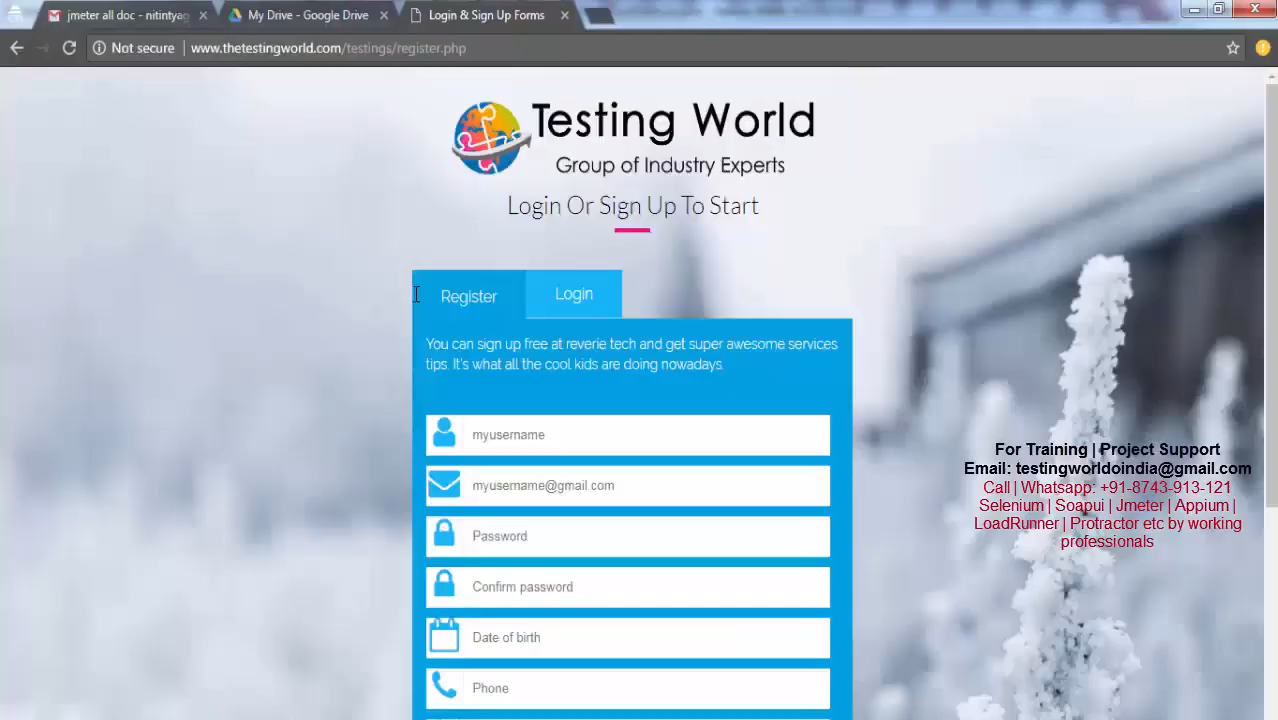 jmeter all doc - nitintyag
My Drive - Google Drive
Login & Sign Up Forms
Not secure
www.thetestingworld.com/testings/register.php
Testing World
Group of Industry Experts
Login Or Sign Up To Start
Register
Login
You can sign up free at reverie tech and get super awesome services
tips. It's what all the cool kids are doing nowadays.
myusername
myusername@gmail.com
Password
Confirm password
Date of birth
Phone
For Training | Project Support
Email: testingworldoindia@gmail.com
Call | Whatsapp: +91-8743-913-121
Selenium | Soapui | Jmeter | Appium |
LoadRunner | Protractor etc by working
professionals